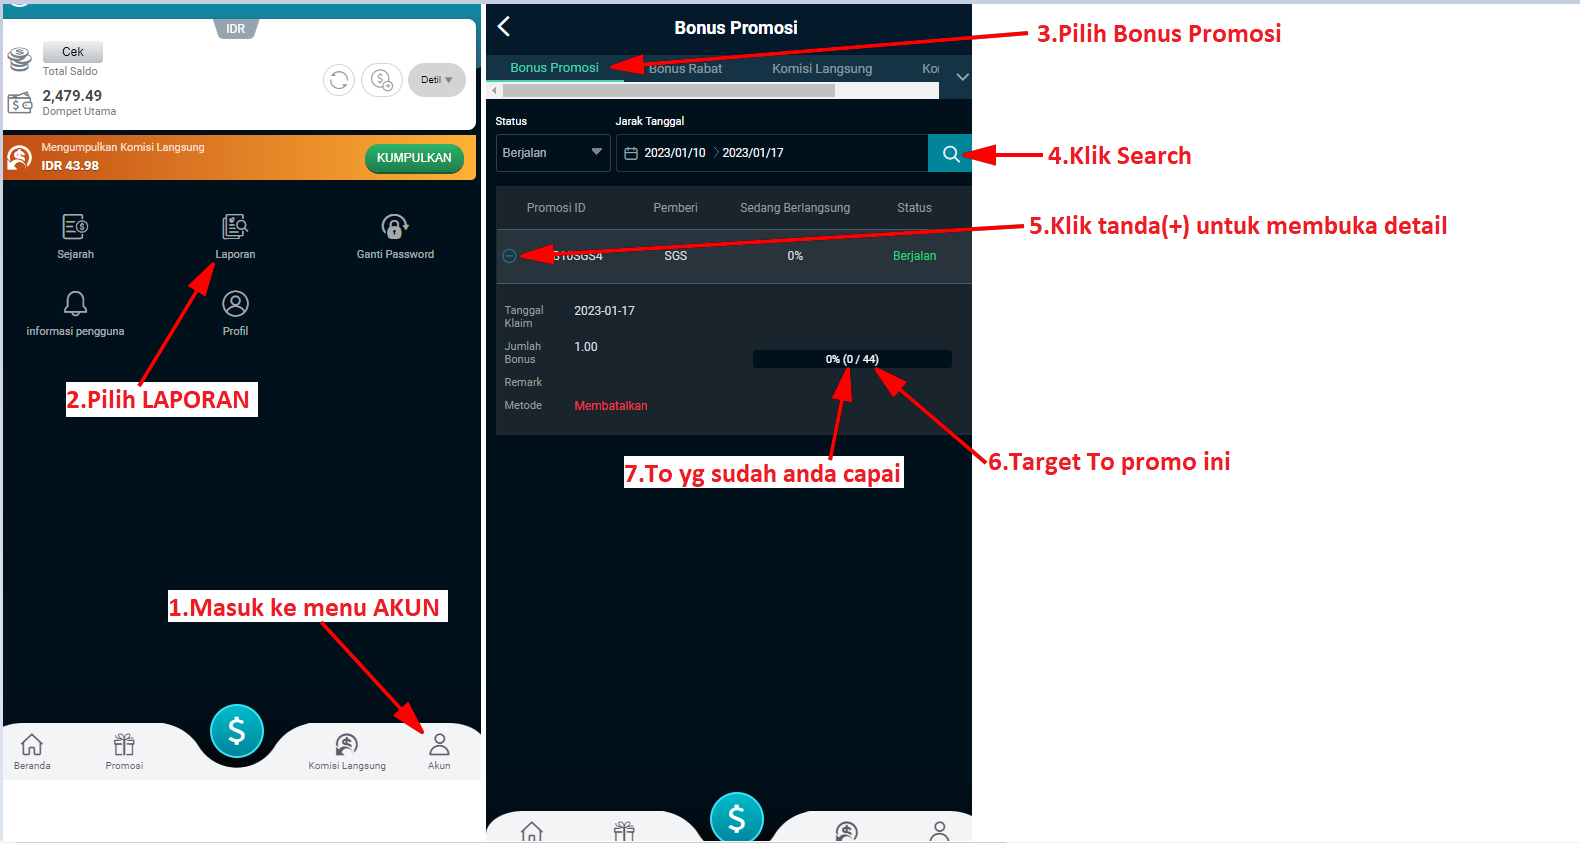 IDR
Cek
Total Saldo
2,479.49
Dompet Utama
Detil
Mengumpulkan Komisi Langsung
IDR 43.98
KUMPULKAN
Sejarah
Laporan
Ganti Password
informasi pengguna
Profil
2.Pilih LAPORAN
1.Masuk ke menu AKUN
Beranda
Promosi
Komisi Langsung
Akun
Bonus Promosi
3.Pilih Bonus Promosi
Bonus Promosi
Bonus Rabat
Komisi Langsung
Status
Jarak Tanggal
Berjalan
2023/01/10
2023/01/17
4.Klik Search
Promosi ID
Pemberi
Sedang Berlangsung
Status
5.Klik tanda(+) untuk membuka detail
SGS
0%
Berjalan
Tanggal
Klaim
2023-01-17
Jumlah
Bonus
1.00
0% (0 / 44)
Remark
Metode
Membatalkan
6.Target To promo ini
7.To yg sudah anda capai